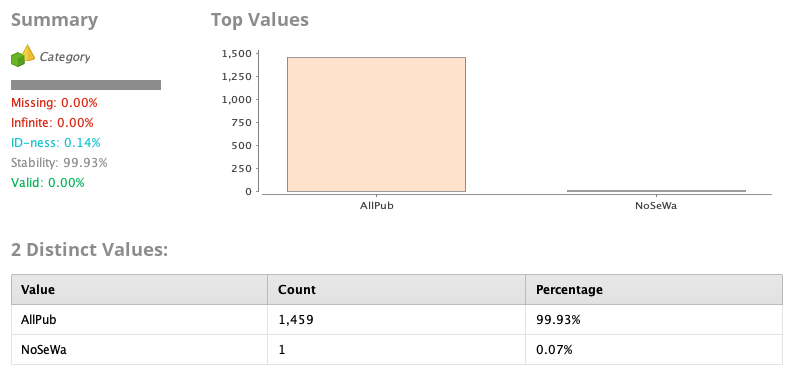 Summary
Category
Missing: 0.00%
Infinite: 0.00%
ID-ness: 0.14%
Stability: 99.93%
Valid: 0.00%
Top Values
1,500
1,250
1,000
750
500
250
0
AllPub NoSeWa
2 Distinct Values:
Value Count Percentage
AllPub 1,459 99.93%
NoSeWa 1 0.07%